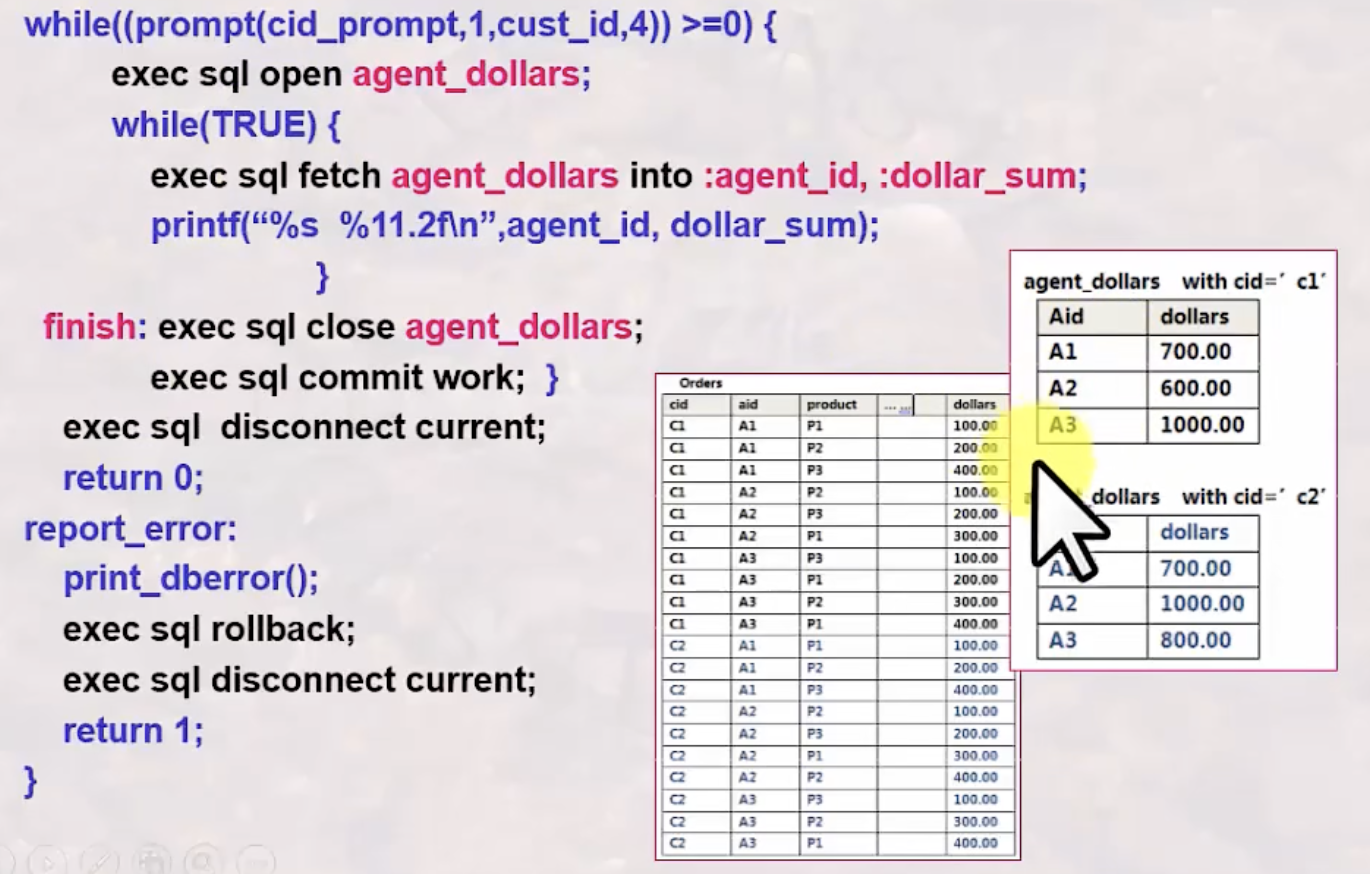 while((prompt(cid_prompt,1,cust_id,4)) >=0) {
exec sql open agent_dollars;
while(TRUE) {
exec sql fetch agent_dollars into :agent_id, :dollar_sum;
printf(“%s %11.2f\n”,agent_id, dollar_sum);
}
finish: exec sql close agent_dollars;
exec sql commit work; }
exec sql disconnect current;
return 0;
report_error:
print_dberror();
exec sql rollback;
exec sql disconnect current;
return 1;
}
Orders
cid aid product ... ... dollars
C1 A1 P1 100.00
C1 A1 P2 200.00
C1 A1 P3 400.00
C1 A2 P2 100.00
C1 A2 P3 200.00
C1 A2 P1 300.00
C1 A3 P3 100.00
C1 A3 P1 200.00
C1 A3 P2 300.00
C1 A3 P1 400.00
C2 A1 P1 100.00
C2 A1 P2 200.00
C2 A1 P3 400.00
C2 A2 P2 100.00
C2 A2 P3 200.00
C2 A2 P1 300.00
C2 A2 P2 400.00
C2 A3 P3 100.00
C2 A3 P2 300.00
C2 A3 P1 400.00
agent_dollars with cid=′ c1′
Aid dollars
A1 700.00
A2 600.00
A3 1000.00
dollars with cid=′ c2′
dollars
700.00
A2 1000.00
A3 800.00